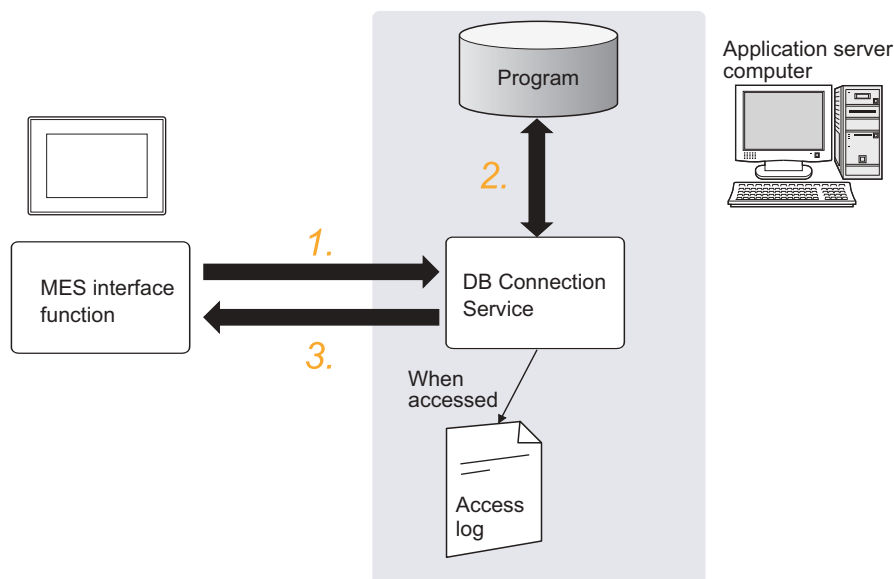 Program
Application server
computer
2.
1.
MES interface
function
DB Connection
Service
3.
When
accessed
Access
log